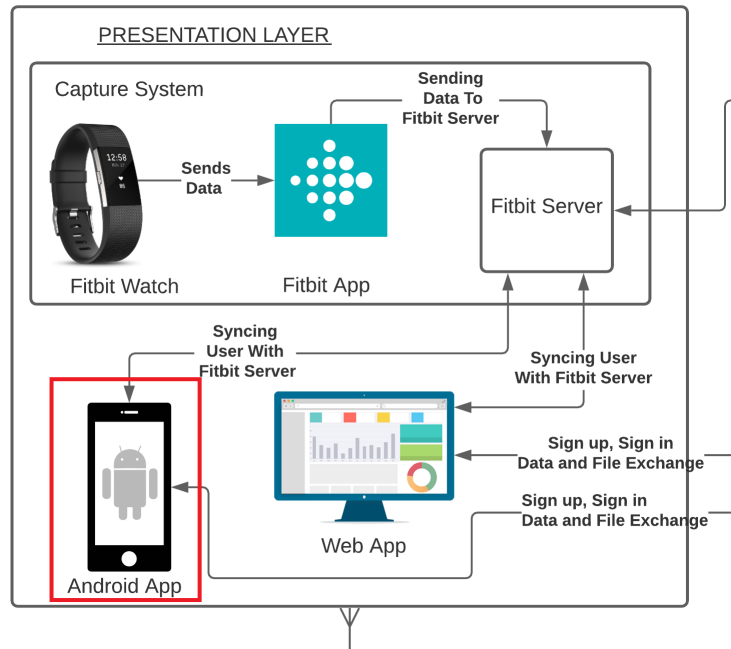 PRESENTATION LAYER
Capture System
Sending
Data To
Fitbit Server
12:58
Sends
Data
Fitbit Server
Fitbit Watch
Fitbit App
Syncing
User With
Fitbit Server
Syncing User
With Fitbit Server
Sign up, Sign in
Data and File Exchange
Sign up, Sign in
Data and File Exchange
Web App
Android App